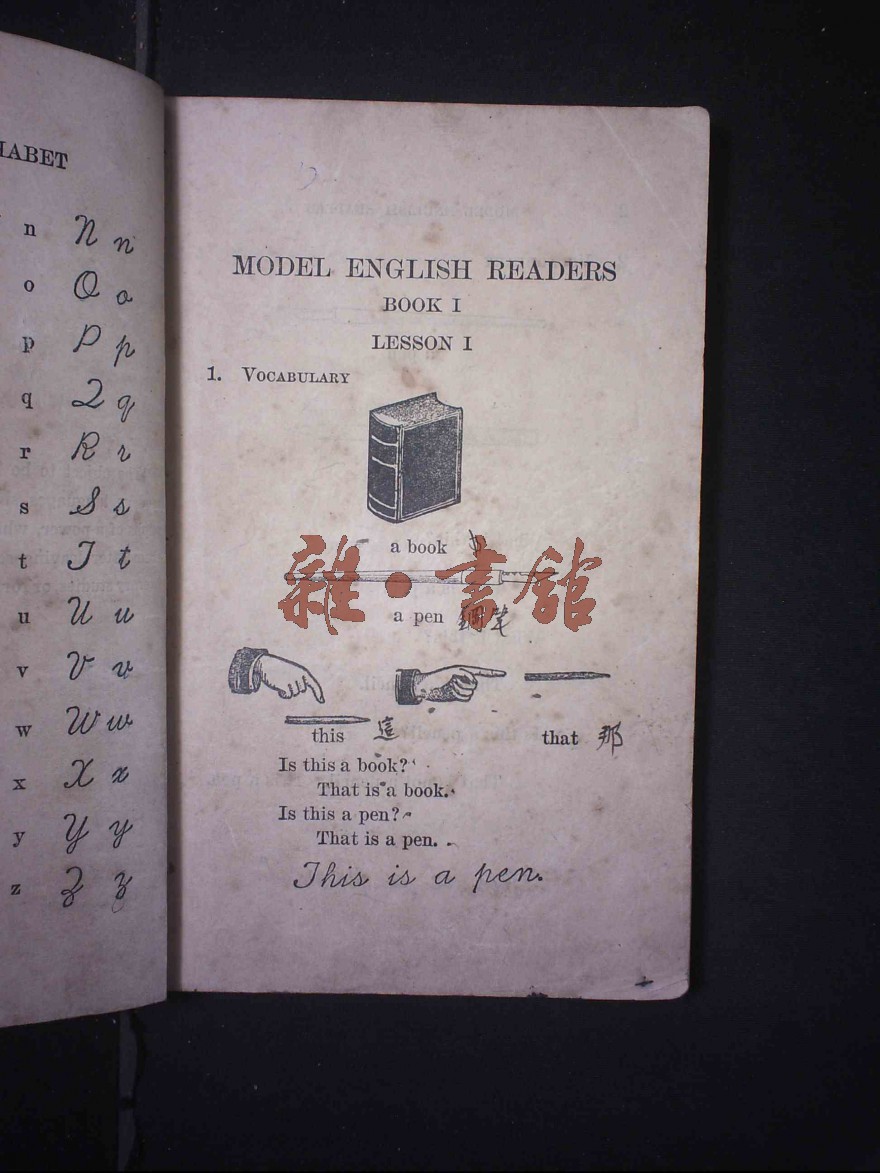 HABET
n N n
o O o
p P p
q Q q
r R r
s S s
t T t
u U u
v V v
w W w
x X x
y Y y
z Z z
MODEL ENGLISH READERS
BOOK I
LESSON I
1. VOCABULARY
a book
雜·書館
a pen 鋼筆
this 這
that 那
Is this a book?
That is a book.
Is this a pen?
That is a pen.
This is a pen.